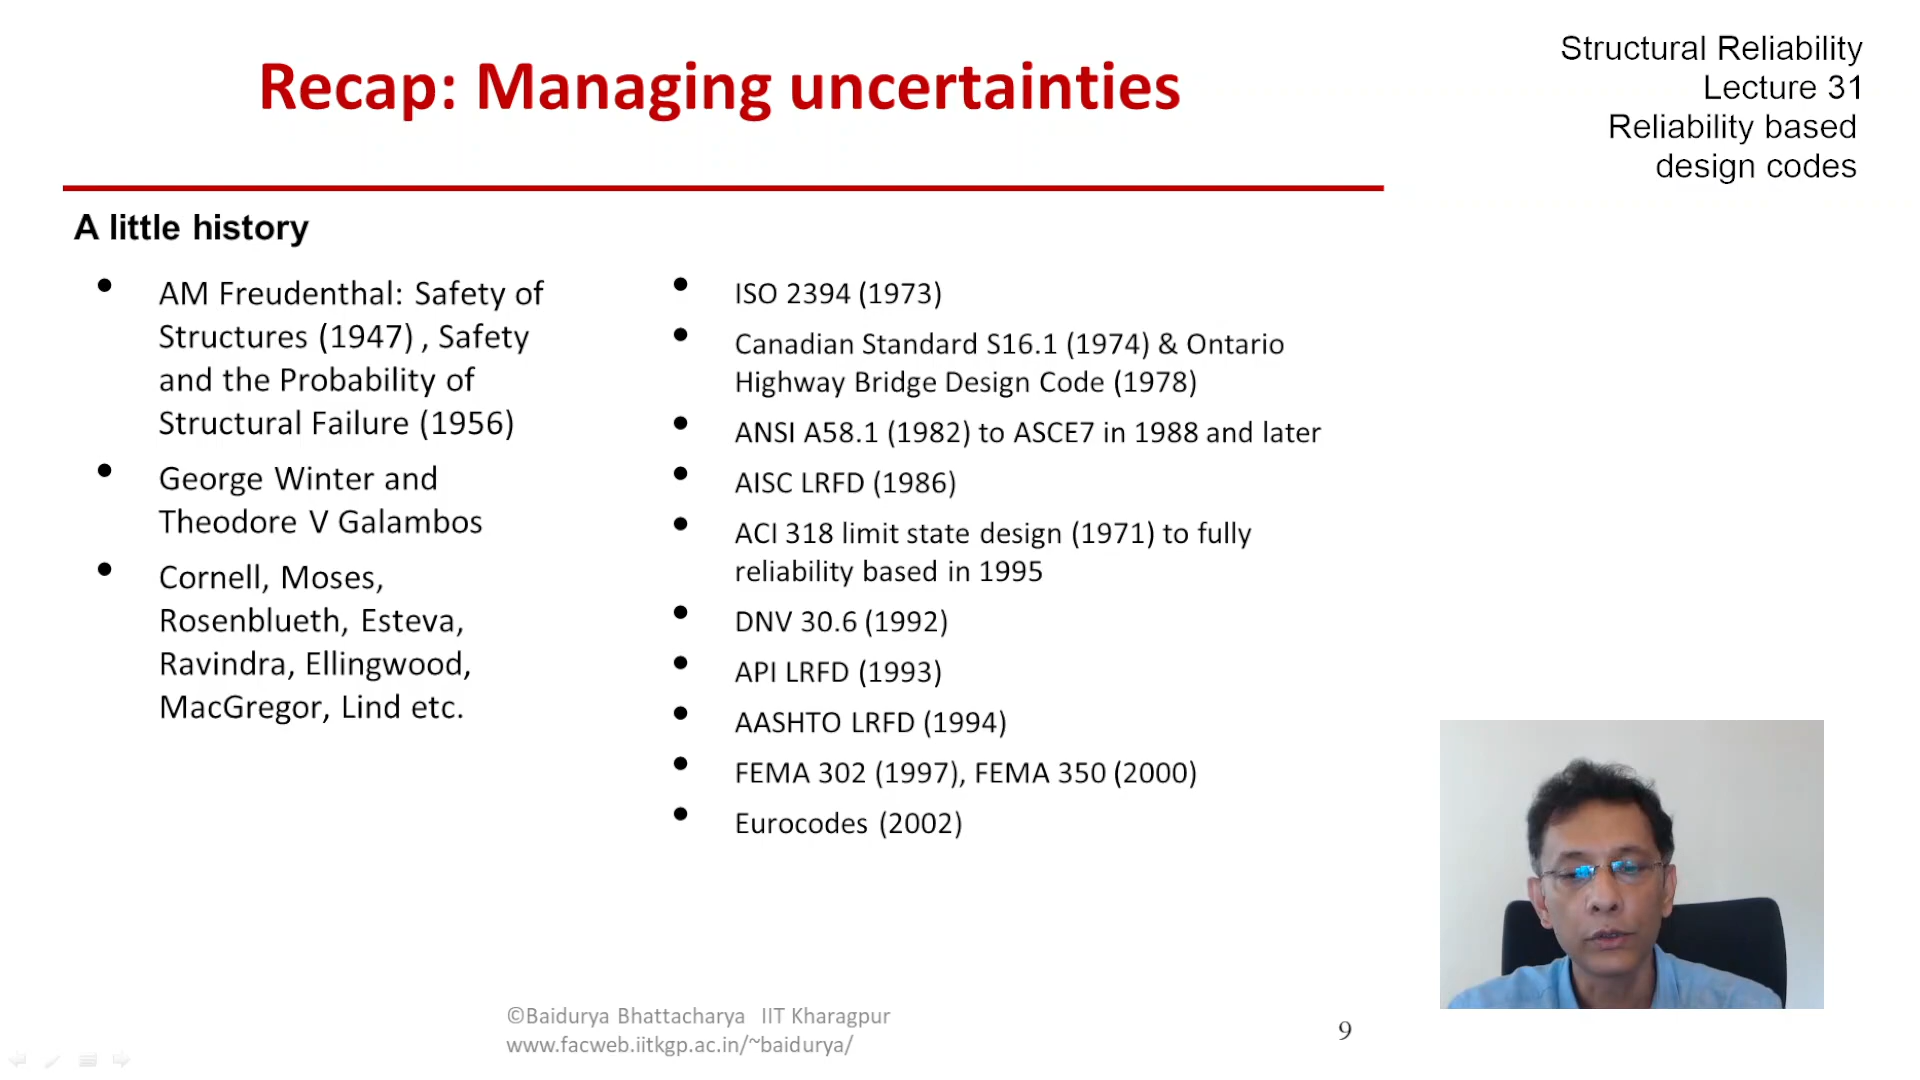 Recap: Managing uncertainties
Structural Reliability
Lecture 31
Reliability based
design codes
A little history
• AM Freudenthal: Safety of
Structures (1947) , Safety
and the Probability of
Structural Failure (1956)
• George Winter and
Theodore V Galambos
• Cornell, Moses,
Rosenblueth, Esteva,
Ravindra, Ellingwood,
MacGregor, Lind etc.
• ISO 2394 (1973)
• Canadian Standard S16.1 (1974) & Ontario
Highway Bridge Design Code (1978)
• ANSI A58.1 (1982) to ASCE7 in 1988 and later
• AISC LRFD (1986)
• ACI 318 limit state design (1971) to fully
reliability based in 1995
• DNV 30.6 (1992)
• API LRFD (1993)
• AASHTO LRFD (1994)
• FEMA 302 (1997), FEMA 350 (2000)
• Eurocodes (2002)
©Baidurya Bhattacharya IIT Kharagpur
www.facweb.iitkgp.ac.in/~baidurya/
9